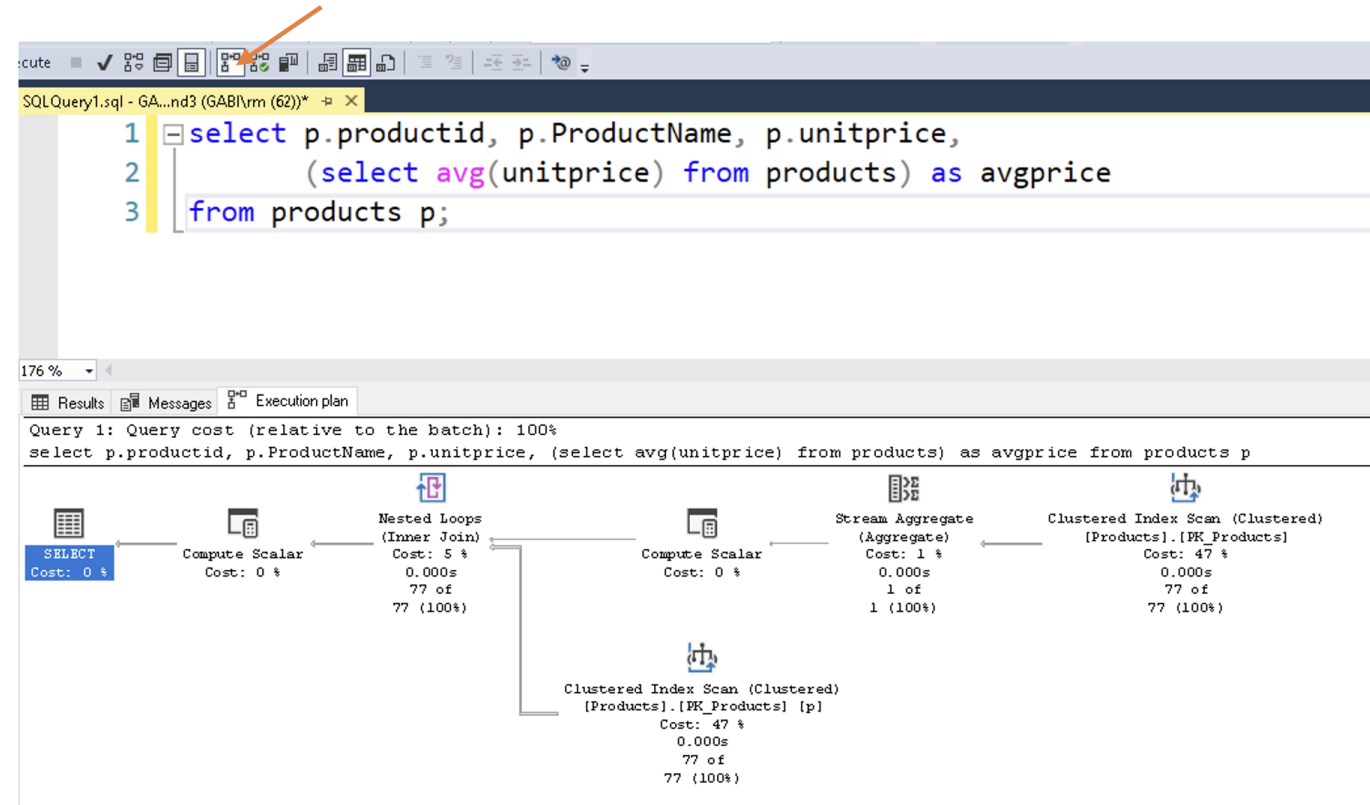 cute
SQLQuery1.sql - GA...nd3 (GABI\rm (62))*
1 select p.productid, p.ProductName, p.unitprice,
2 (select avg(unitprice) from products) as avgprice
3 from products p;
176 %
Results Messages Execution plan
Query 1: Query cost (relative to the batch): 100%
select p.productid, p.ProductName, p.unitprice, (select avg(unitprice) from products) as avgprice from products p
SELECT
Cost: 0 %
Compute Scalar
Cost: 0 %
Nested Loops
(Inner Join)
Cost: 5 %
0.000s
77 of
77 (100%)
Compute Scalar
Cost: 0 %
Stream Aggregate
(Aggregate)
Cost: 1 %
0.000s
1 of
1 (100%)
Clustered Index Scan (Clustered)
[Products].[PK_Products]
Cost: 47 %
0.000s
77 of
77 (100%)
Clustered Index Scan (Clustered)
[Products].[PK_Products] [p]
Cost: 47 %
0.000s
77 of
77 (100%)